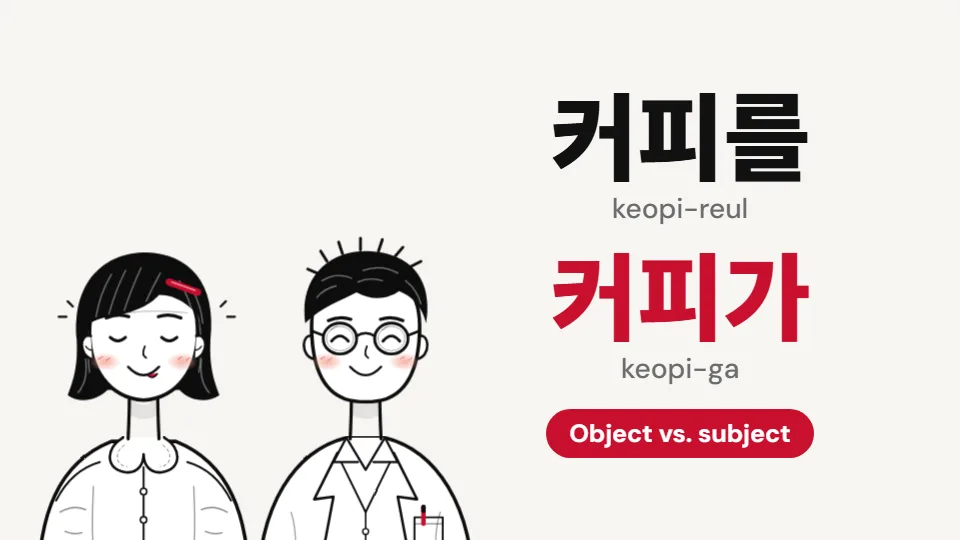 커피를
keopi-reul
커피가
keopi-ga
Object vs. subject